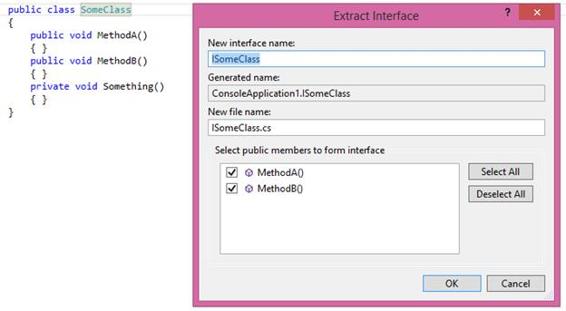 public class SomeClass
{
public void MethodA()
{ }
public void MethodB()
{ }
private void Something()
{ }
}
Extract Interface
? x
New interface name:
ISomeClass
Generated name:
ConsoleApplication1.ISomeClass
New file name:
ISomeClass.cs
Select public members to form interface
MethodA()
MethodB()
Select All
Deselect All
OK Cancel